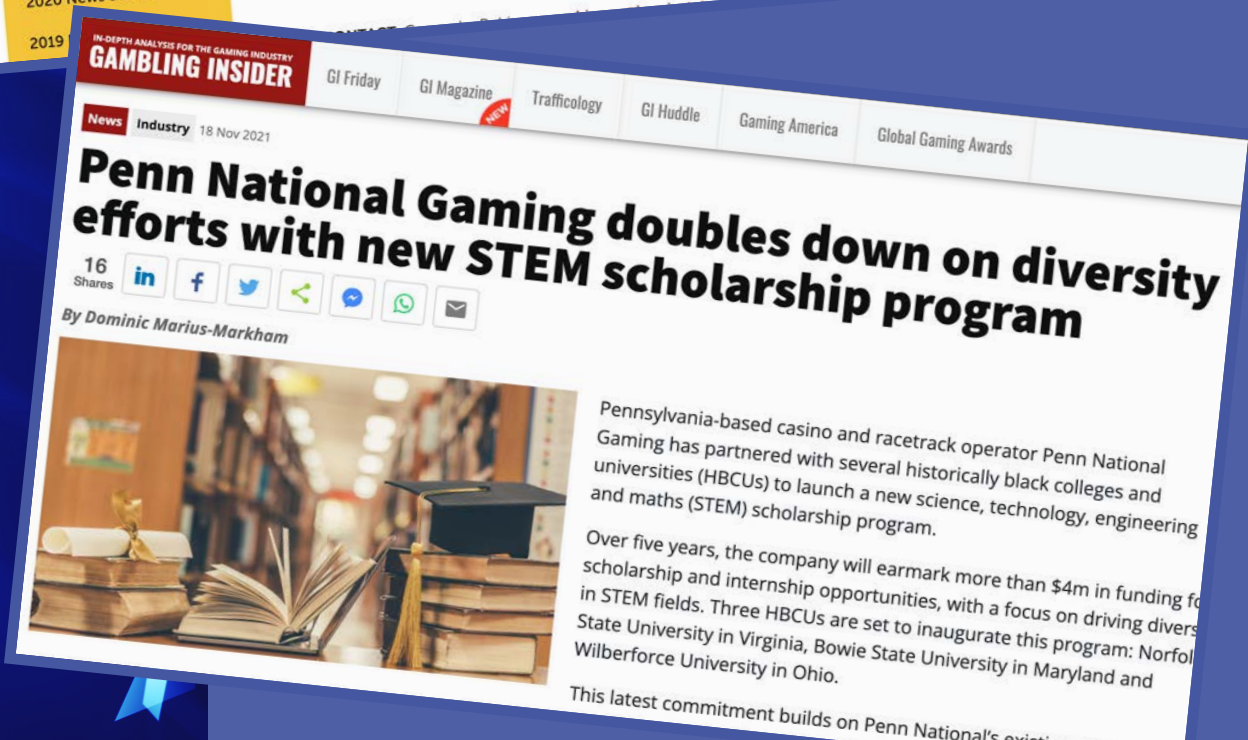 2019
IN-DEPTH ANALYSIS FOR THE GAMING INDUSTRY
GAMBLING INSIDER
GI Friday
GI Magazine
NEW
Trafficology
GI Huddle
Gaming America
Global Gaming Awards
News Industry 18 Nov 2021
Penn National Gaming doubles down on diversity
efforts with new STEM scholarship program
16
Shares
By Dominic Marius-Markham
Pennsylvania-based casino and racetrack operator Penn National
Gaming has partnered with several historically black colleges and
universities (HBCUs) to launch a new science, technology, engineering
and maths (STEM) scholarship program.
Over five years, the company will earmark more than $4m in funding
scholarship and internship opportunities, with a focus on driving
in STEM fields. Three HBCUs are set to inaugurate this program:
State University in Virginia, Bowie State University in Maryland and
Wilberforce University in Ohio.
This latest commitment builds on Penn National's